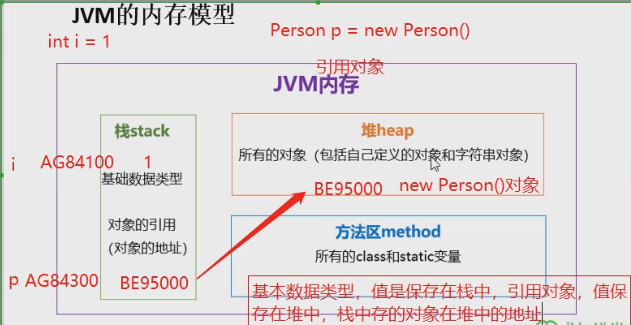 JVM的内存模型
int i = 1
Person p = new Person()
引用对象
JVM内存
栈stack
堆heap
所有的对象（包括自己定义的对象和字符串对象）
i AG84100 1
基础数据类型
BE95000 new Person()对象
对象的引用
(对象的地址)
方法区method
所有的class和static变量
p AG84300 BE95000
基本数据类型，值是保存在栈中，引用对象，值保
存在堆中，栈中存的对象在堆中的地址